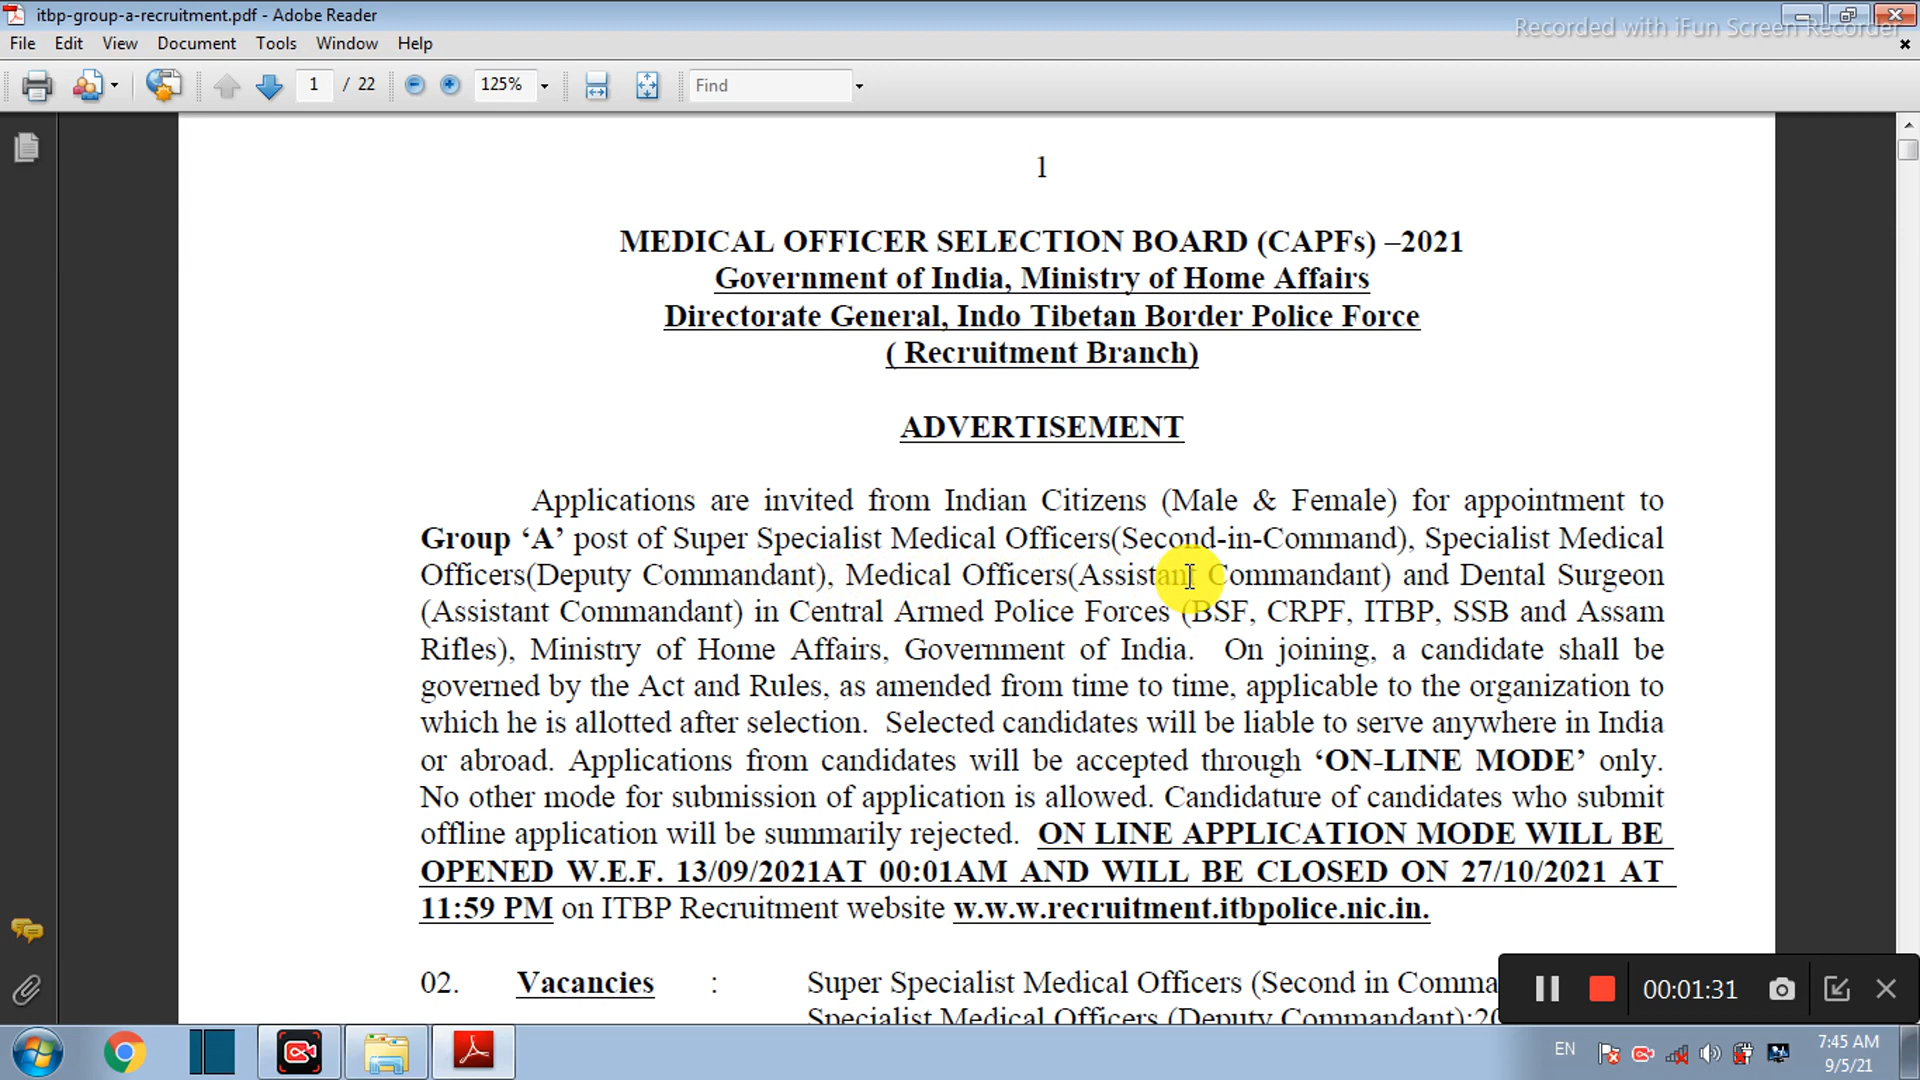 itbp-group-a-recruitment.pdf - Adobe Reader
Recorded with iFun Screen Recorder
File Edit View Document Tools Window Help
1 / 22 125% Find
1
MEDICAL OFFICER SELECTION BOARD (CAPFs) –2021
Government of India, Ministry of Home Affairs
Directorate General, Indo Tibetan Border Police Force
( Recruitment Branch)
ADVERTISEMENT
Applications are invited from Indian Citizens (Male & Female) for appointment to
Group ‘A’ post of Super Specialist Medical Officers(Second-in-Command), Specialist Medical
Officers(Deputy Commandant), Medical Officers(Assistant Commandant) and Dental Surgeon
(Assistant Commandant) in Central Armed Police Forces (BSF, CRPF, ITBP, SSB and Assam
Rifles), Ministry of Home Affairs, Government of India. On joining, a candidate shall be
governed by the Act and Rules, as amended from time to time, applicable to the organization to
which he is allotted after selection. Selected candidates will be liable to serve anywhere in India
or abroad. Applications from candidates will be accepted through ‘ON-LINE MODE’ only.
No other mode for submission of application is allowed. Candidature of candidates who submit
offline application will be summarily rejected. ON LINE APPLICATION MODE WILL BE
OPENED W.E.F. 13/09/2021AT 00:01AM AND WILL BE CLOSED ON 27/10/2021 AT
11:59 PM on ITBP Recruitment website w.w.w.recruitment.itbpolice.nic.in.
02. Vacancies : Super Specialist Medical Officers (Second in Comma
Specialist Medical Officers (Deputy Commandant):20
00:01:31
EN
7:45 AM
9/5/21